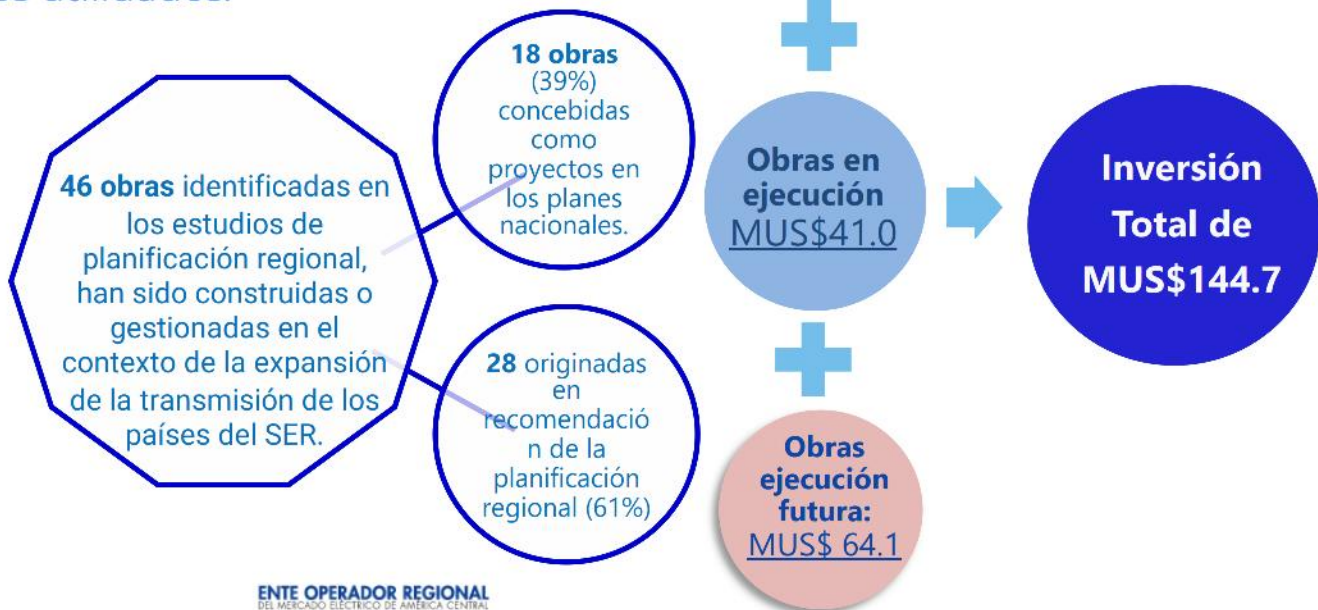 46 obras identificadas en
los estudios de
planificación regional,
han sido construidas o
gestionadas en el
contexto de la expansión
de la transmisión de los
países del SER.
18 obras
(39%)
concebidas
como
proyectos en
los planes
nacionales.
28 originadas
en
recomendació
n de la
planificación
regional (61%)
Obras en
ejecución
MUS$41.0
Obras
ejecución
futura:
MUS$ 64.1
Inversión
Total de
MUS$144.7
ENTE OPERADOR REGIONAL
DEL MERCADO ELÉCTRICO DE AMÉRICA CENTRAL